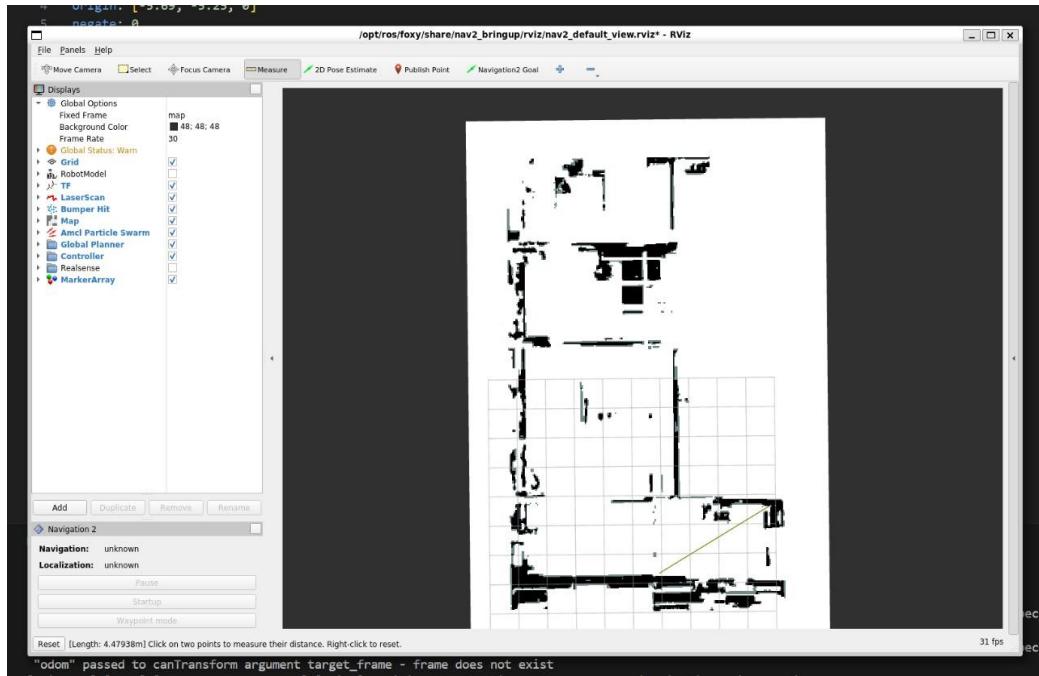 4 origin: [-5.69, -5.25, 0]
5 negate: 0
/opt/ros/foxy/share/nav2_bringup/rviz/nav2_default_view.rviz* - RViz
File Panels Help
Move Camera Select Focus Camera Measure 2D Pose Estimate Publish Point Navigation2 Goal
Displays
Global Options
Fixed Frame map
Background Color 48; 48; 48
Frame Rate 30
Global Status: Warn
Grid
RobotModel
TF
LaserScan
Bumper Hit
Map
Amcl Particle Swarm
Global Planner
Controller
Realsense
MarkerArray
Add Duplicate Remove Rename
Navigation 2
Navigation: unknown
Localization: unknown
Pause
Startup
Waypoint mode
Reset [Length: 4.47938m] Click on two points to measure their distance. Right-click to reset. 31 fps
"odom" passed to canTransform argument target_frame - frame does not exist